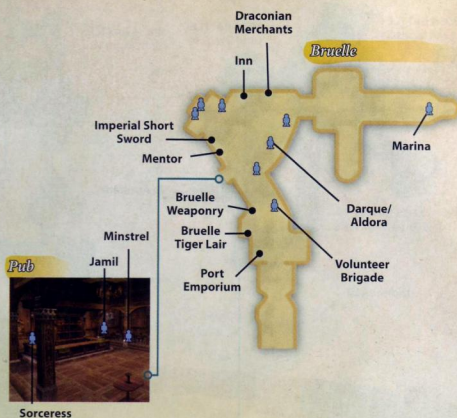 Draconian
Merchants
Bruelle
Inn
Imperial Short
Sword
Mentor
Marina
Bruelle
Weaponry
Darque/
Aldora
Minstrel
Bruelle
Tiger Lair
Volunteer
Brigade
Pub
Jamil
Port
Emporium
Sorceress